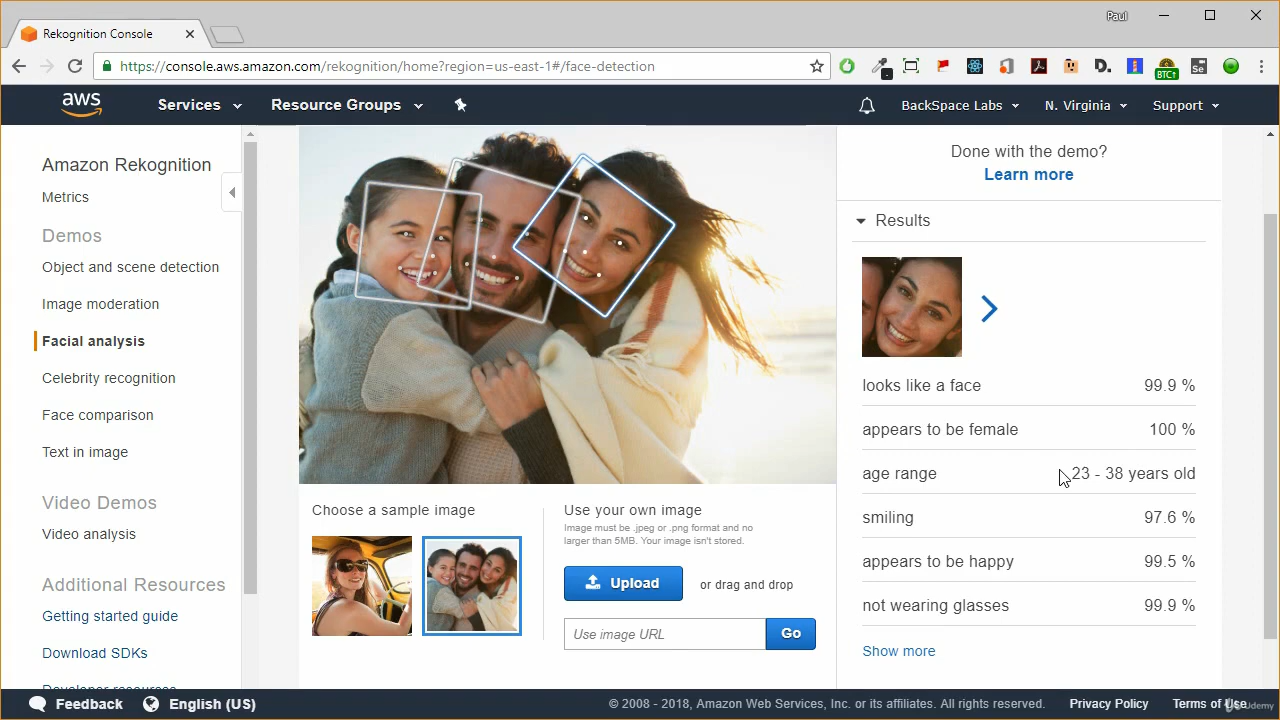 Paul
Rekognition Console
https://console.aws.amazon.com/rekognition/home?region=us-east-1#/face-detection
BTC↑
Se
aws
Services
Resource Groups
BackSpace Labs
N. Virginia
Support
Amazon Rekognition
Metrics
Demos
Object and scene detection
Image moderation
Facial analysis
Celebrity recognition
Face comparison
Text in image
Video Demos
Video analysis
Additional Resources
Getting started guide
Download SDKs
Developer resources
Choose a sample image
Use your own image
Image must be .jpeg or .png format and no
larger than 5MB. Your image isn't stored.
Upload
or drag and drop
Use image URL
Go
Done with the demo?
Learn more
Results
looks like a face 99.9 %
appears to be female 100 %
age range 23 - 38 years old
smiling 97.6 %
appears to be happy 99.5 %
not wearing glasses 99.9 %
Show more
Feedback
English (US)
© 2008 - 2018, Amazon Web Services, Inc. or its affiliates. All rights reserved.
Privacy Policy
Terms of Use
Udemy